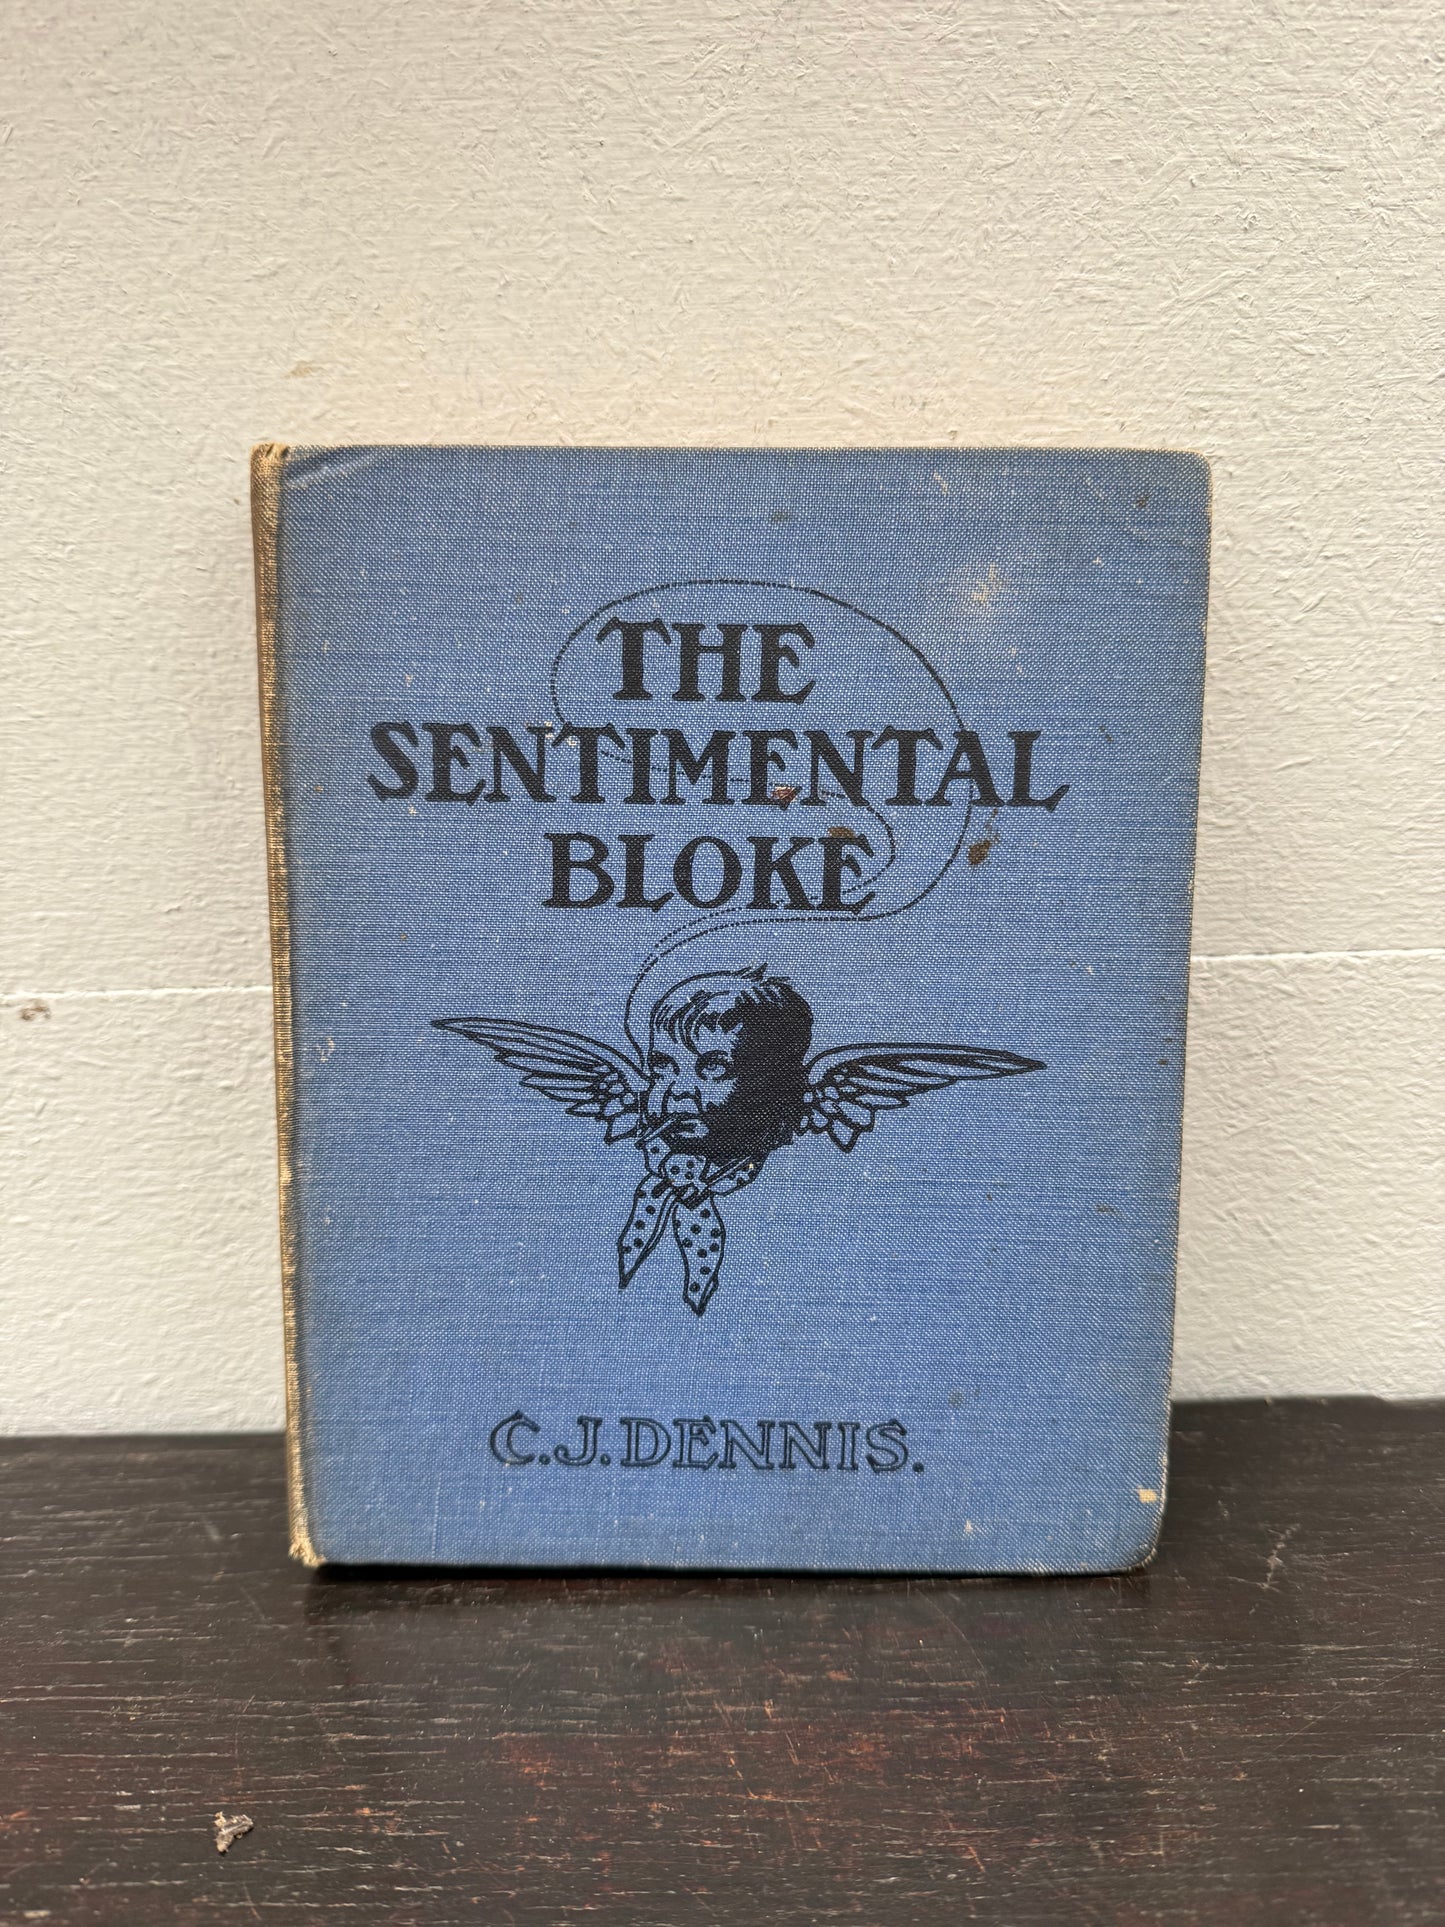 THE
SENTIMENTAL
BLOKE
C.J.DENNIS.